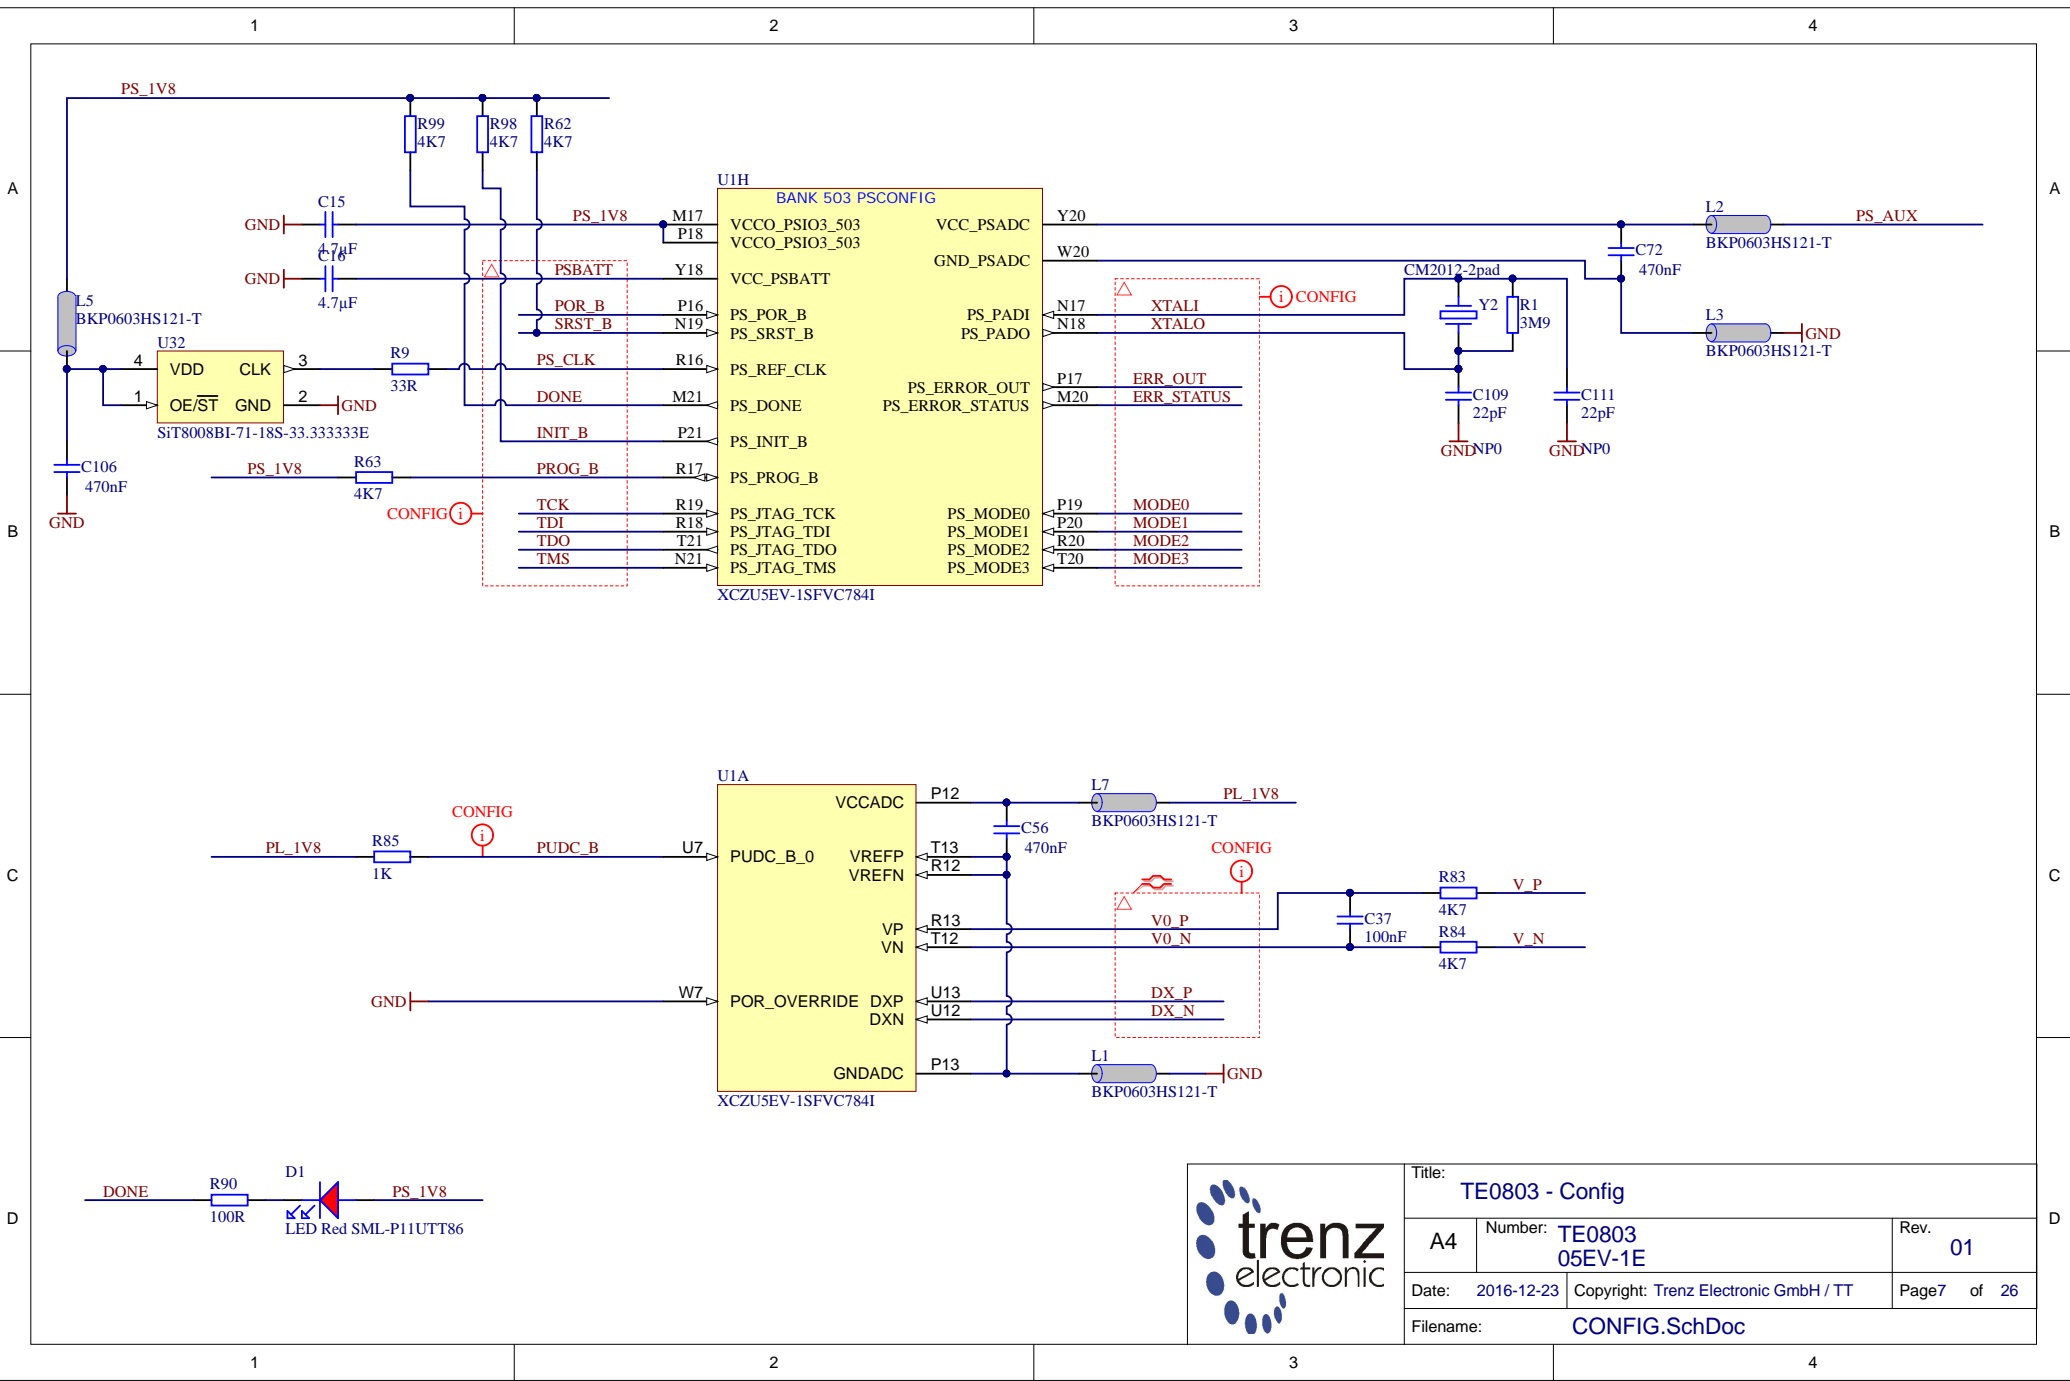 1 2 3 4
A A
B B
C C
D D
PS_1V8
R99
4K7
R98
4K7
R62
4K7
C15
GND
4.7µF
C16
GND
4.7µF
PS_1V8
PSBATT
POR_B
SRST_B
PS_CLK
DONE
INIT_B
PROG_B
TCK
TDI
TDO
TMS
CONFIG
L5
BKP0603HS121-T
U32
4 VDD CLK 3
1 OE/ST GND 2
GND
SiT8008BI-71-18S-33.333333E
R9
33R
C106
470nF
GND
PS_1V8
R63
4K7
U1H
BANK 503 PSCONFIG
M17 VCCO_PSIO3_503
P18 VCCO_PSIO3_503
Y18 VCC_PSBATT
P16 PS_POR_B
N19 PS_SRST_B
R16 PS_REF_CLK
M21 PS_DONE
P21 PS_INIT_B
R17 PS_PROG_B
R19 PS_JTAG_TCK
R18 PS_JTAG_TDI
T21 PS_JTAG_TDO
N21 PS_JTAG_TMS
VCC_PSADC Y20
GND_PSADC W20
PS_PADI N17
PS_PADO N18
PS_ERROR_OUT P17
PS_ERROR_STATUS M20
PS_MODE0 P19
PS_MODE1 P20
PS_MODE2 R20
PS_MODE3 T20
XCZU5EV-1SFVC784I
XTALI
XTALO
ERR_OUT
ERR_STATUS
MODE0
MODE1
MODE2
MODE3
CONFIG
CM2012-2pad
Y2
R1
3M9
C109
22pF
GND NP0
C111
22pF
GND NP0
L2
BKP0603HS121-T
PS_AUX
C72
470nF
L3
BKP0603HS121-T
GND
U1A
PL_1V8
R85
1K
CONFIG
PUDC_B
U7 PUDC_B_0
GND
W7 POR_OVERRIDE
VCCADC P12
VREFP T13
VREFN R12
VP R13
VN T12
DXP U13
DXN U12
GNDADC P13
XCZU5EV-1SFVC784I
L7
BKP0603HS121-T
PL_1V8
C56
470nF
CONFIG
V0_P
V0_N
DX_P
DX_N
C37
100nF
R83
4K7
V_P
R84
4K7
V_N
L1
BKP0603HS121-T
GND
DONE
R90
100R
D1
LED Red SML-P11UTT86
PS_1V8
trenz
electronic
Title:
TE0803 - Config
A4
Number: TE0803
05EV-1E
Rev.
01
Date: 2016-12-23
Copyright: Trenz Electronic GmbH / TT
Page7 of 26
Filename: CONFIG.SchDoc
1 2 3 4